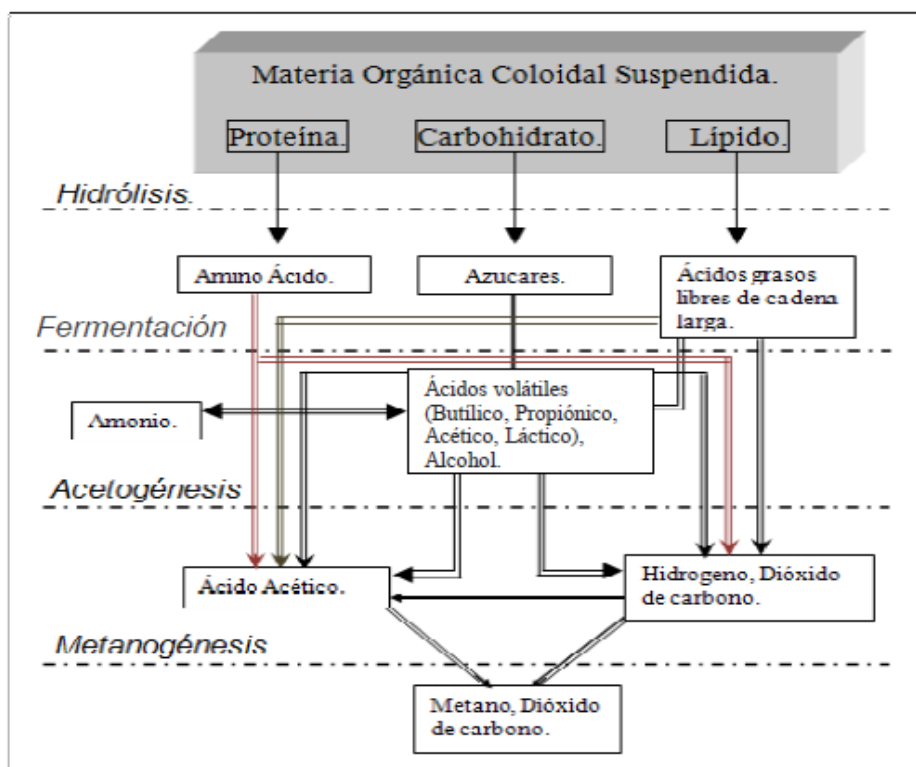 Materia Orgánica Coloidal Suspendida.
Proteína.
Carbohidrato.
Lípido.
Hidrólisis.
Amino Ácido.
Azucares.
Ácidos grasos
libres de cadena
larga.
Fermentación
Ácidos volátiles
(Butílico, Propiónico,
Acético, Láctico),
Alcohol.
Amonio.
Acetogénesis
Ácido Acético.
Hidrogeno, Dióxido
de carbono.
Metanogénesis
Metano, Dióxido
de carbono.